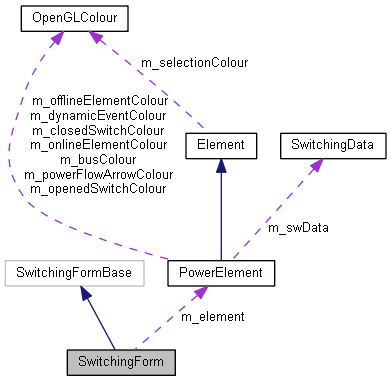 OpenGLColour
m_selectionColour
m_offlineElementColour
m_dynamicEventColour
m_closedSwitchColour
m_onlineElementColour
m_busColour
m_powerFlowArrowColour
m_openedSwitchColour
Element
SwitchingData
m_swData
SwitchingFormBase
PowerElement
m_element
SwitchingForm